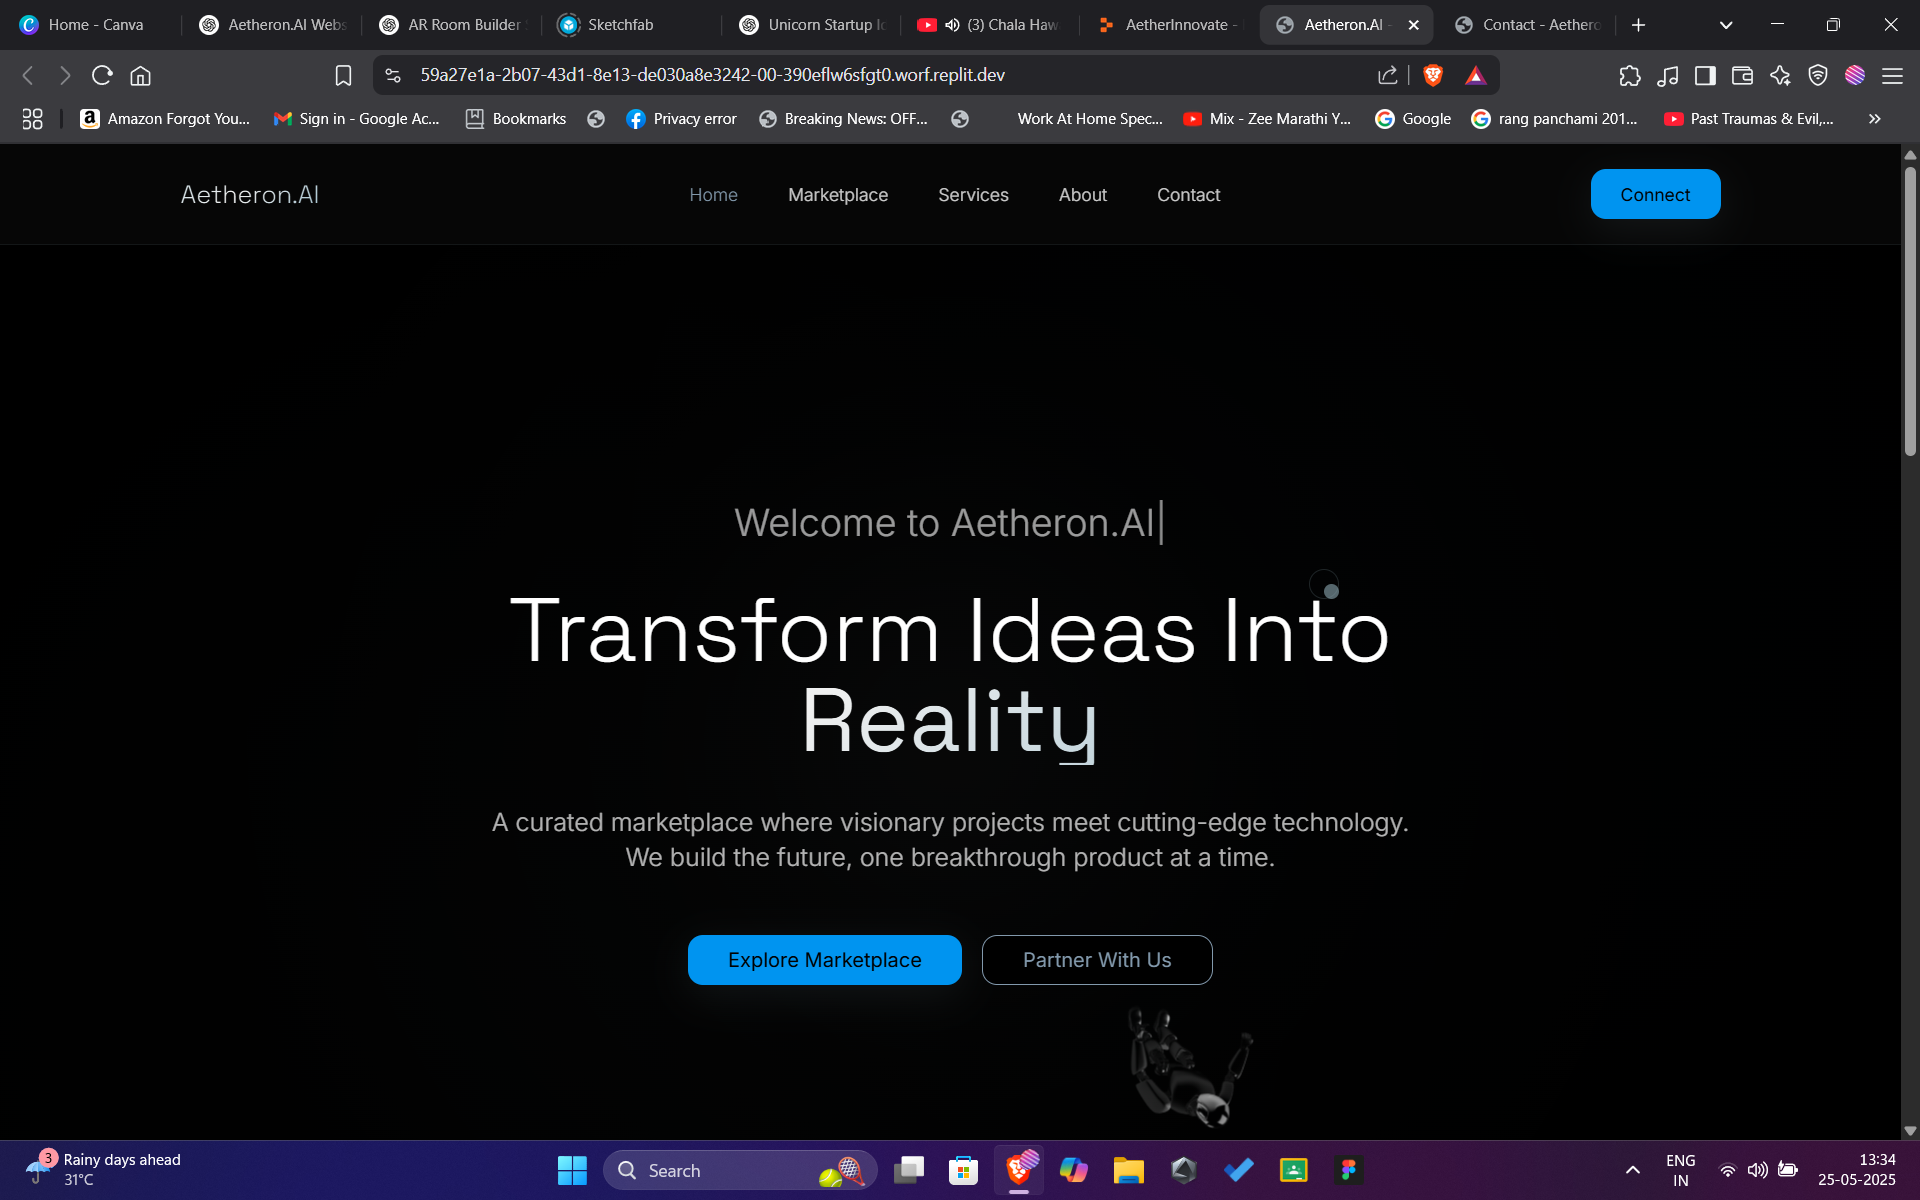 Home - Canva
Aetheron.AI Webs
AR Room Builder
Sketchfab
Unicorn Startup Ic
(3) Chala Haw
AetherInnovate -
Aetheron.AI -
Contact - Aethero
59a27e1a-2b07-43d1-8e13-de030a8e3242-00-390eflw6sfgt0.worf.replit.dev
Amazon Forgot You...
Sign in - Google Ac...
Bookmarks
Privacy error
Breaking News: OFF...
Work At Home Spec...
Mix - Zee Marathi Y...
Google
rang panchami 201...
Past Traumas & Evil,...
Aetheron.AI
Home
Marketplace
Services
About
Contact
Connect
Welcome to Aetheron.AI|
Transform Ideas Into
Reality
A curated marketplace where visionary projects meet cutting-edge technology.
We build the future, one breakthrough product at a time.
Explore Marketplace
Partner With Us
3
Rainy days ahead
31°C
Search
ENG
IN
13:34
25-05-2025